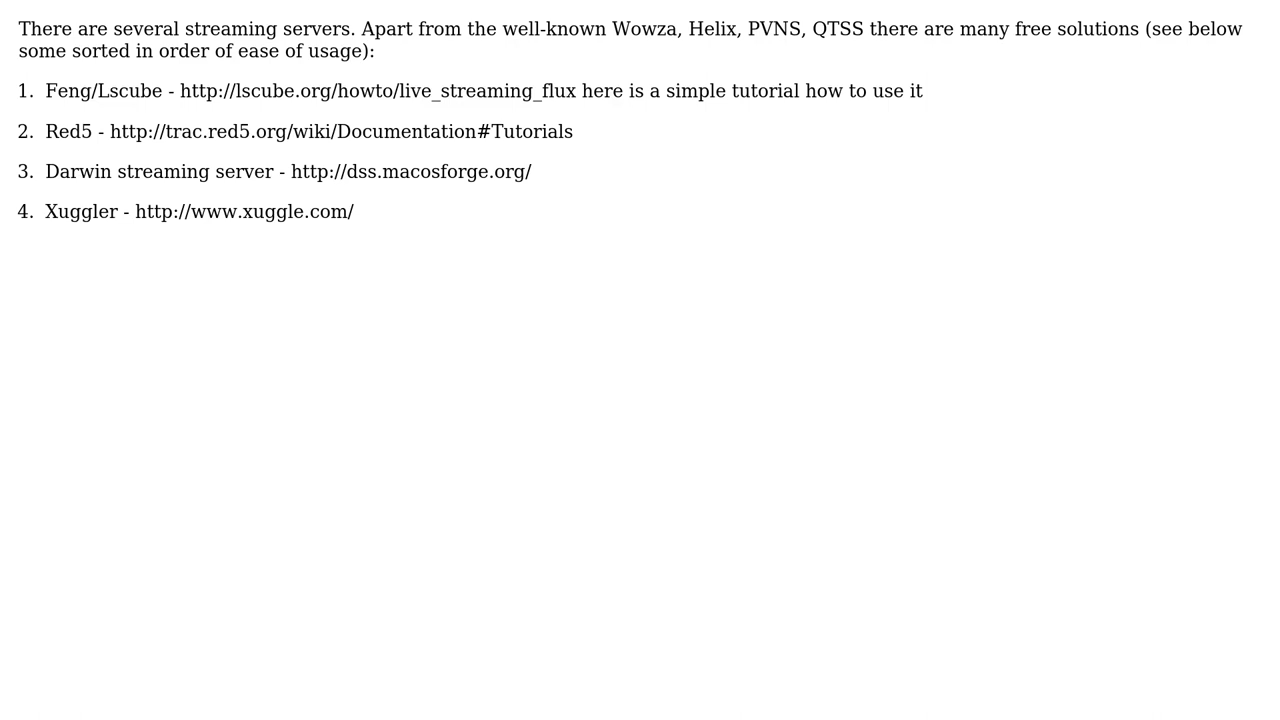 There are several streaming servers. Apart from the well-known Wowza, Helix, PVNS, QTSS there are many free solutions (see below
some sorted in order of ease of usage):
1. Feng/Lscube - http://lscube.org/howto/live_streaming_flux here is a simple tutorial how to use it
2. Red5 - http://trac.red5.org/wiki/Documentation#Tutorials
3. Darwin streaming server - http://dss.macosforge.org/
4. Xuggler - http://www.xuggle.com/